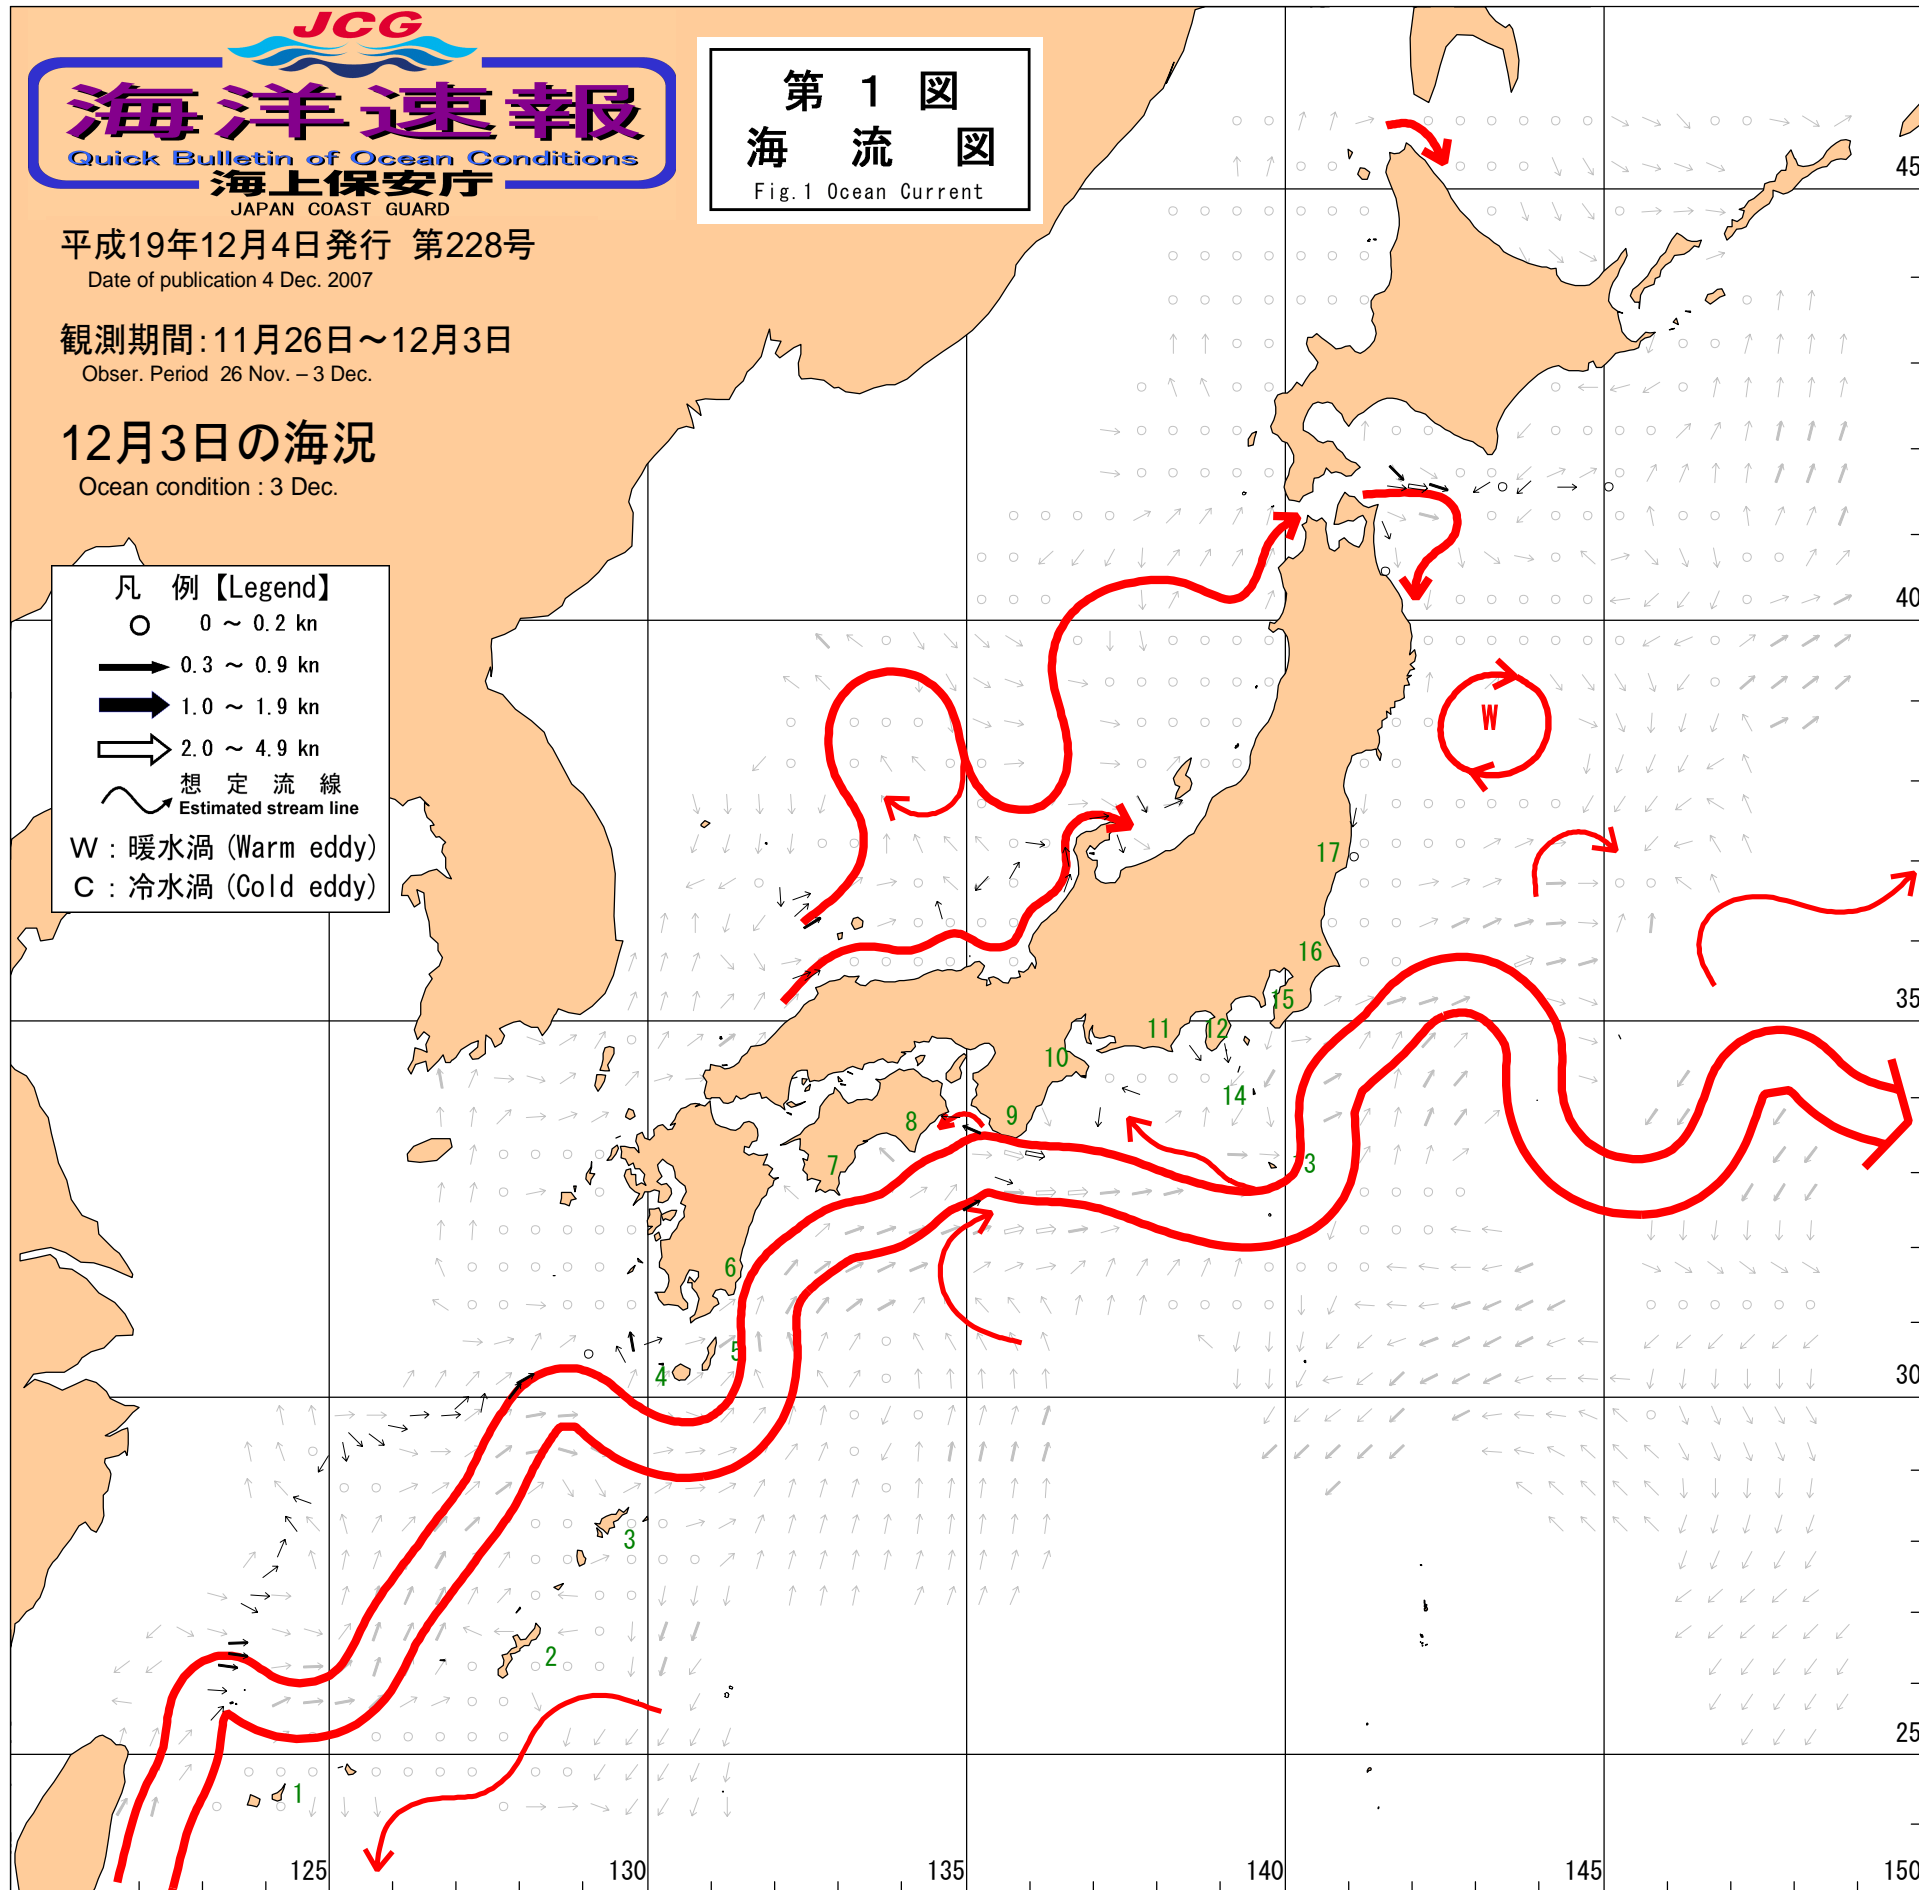 JCG
海洋速報
Quick Bulletin of Ocean Conditions
海上保安庁
JAPAN COAST GUARD
平成19年12月4日発行 第228号
Date of publication 4 Dec. 2007
観測期間:11月26日~12月3日
Obser. Period 26 Nov. – 3 Dec.
12月3日の海況
Ocean condition : 3 Dec.
第 1 図
海 流 図
Fig.1 Ocean Current
凡 例【Legend】
0 ~ 0.2 kn
0.3 ~ 0.9 kn
1.0 ~ 1.9 kn
2.0 ~ 4.9 kn
想 定 流 線
Estimated stream line
W : 暖水渦 (Warm eddy)
C : 冷水渦 (Cold eddy)
45
40
W
17
16
35
15
12
11
10
14
9
8
7
13
6
5
4
30
3
2
25
1
125
130
135
140
145
150